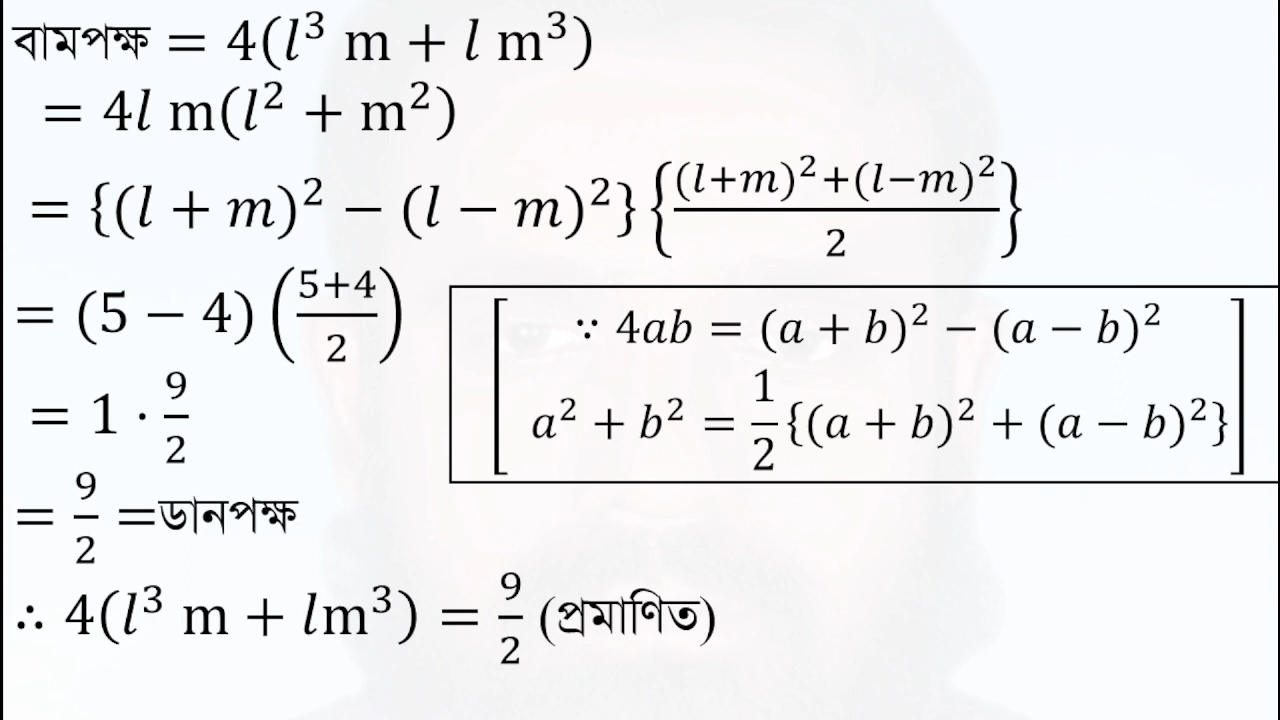 বামপক্ষ = 4(l³ m + l m³)
= 4l m(l² + m²)
= {(l + m)² − (l − m)²} {((l+m)²+(l−m)²)/2}
= (5 − 4) ((5+4)/2)
[∵ 4ab = (a + b)² − (a − b)²
a² + b² = 1/2 {(a + b)² + (a − b)²}]
= 1 · 9/2
= 9/2 =ডানপক্ষ
∴ 4(l³ m + lm³) = 9/2 (প্রমাণিত)